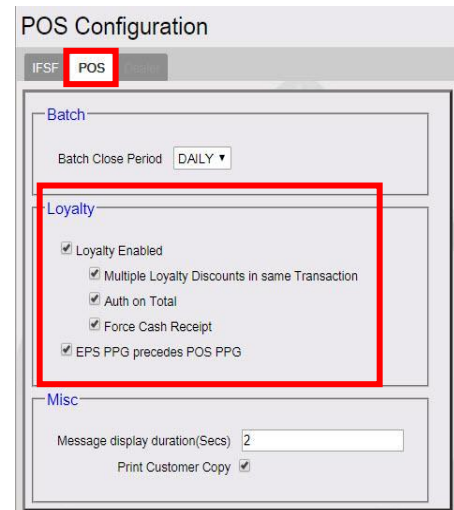 POS Configuration
IFSF POS
Batch
Batch Close Period DAILY
Loyalty
Loyalty Enabled
Multiple Loyalty Discounts in same Transaction
Auth on Total
Force Cash Receipt
EPS PPG precedes POS PPG
Misc
Message display duration(Secs) 2
Print Customer Copy